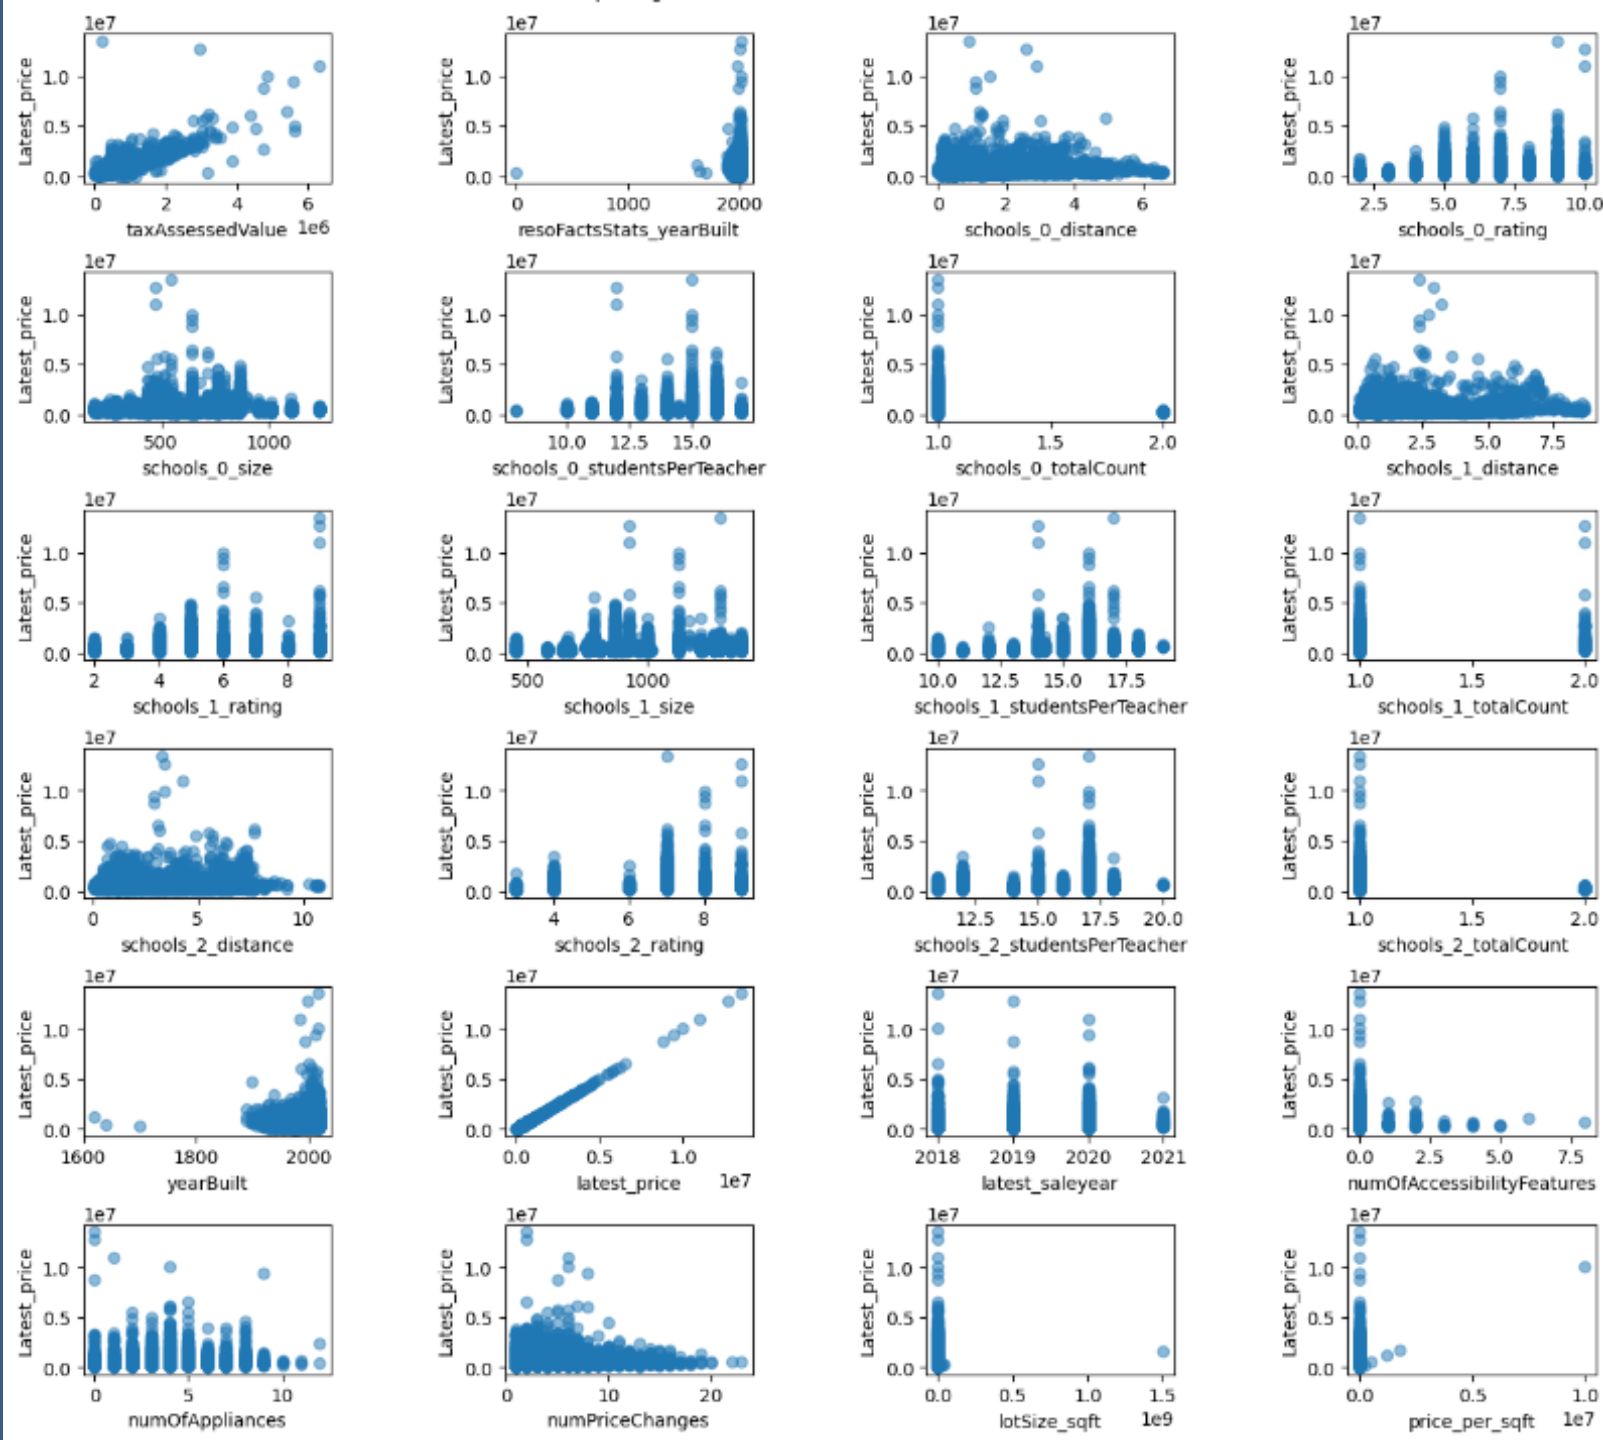 1e7 1e7 1e7 1e7
Latest_price 1.0 0.5 0.0 Latest_price 1.0 0.5 0.0 Latest_price 1.0 0.5 0.0 Latest_price 1.0 0.5 0.0
0 2 4 6 0 1000 2000 0 2 4 6 2.5 5.0 7.5 10.0
taxAssessedValue 1e6 resoFactsStats_yearBuilt schools_0_distance schools_0_rating
1e7 1e7 1e7 1e7
Latest_price 1.0 0.5 0.0 Latest_price 1.0 0.5 0.0 Latest_price 1.0 0.5 0.0 Latest_price 1.0 0.5 0.0
500 1000 10.0 12.5 15.0 1.0 1.5 2.0 0.0 2.5 5.0 7.5
schools_0_size schools_0_studentsPerTeacher schools_0_totalCount schools_1_distance
1e7 1e7 1e7 1e7
Latest_price 1.0 0.5 0.0 Latest_price 1.0 0.5 0.0 Latest_price 1.0 0.5 0.0 Latest_price 1.0 0.5 0.0
2 4 6 8 500 1000 10.0 12.5 15.0 17.5 1.0 1.5 2.0
schools_1_rating schools_1_size schools_1_studentsPerTeacher schools_1_totalCount
1e7 1e7 1e7 1e7
Latest_price 1.0 0.5 0.0 Latest_price 1.0 0.5 0.0 Latest_price 1.0 0.5 0.0 Latest_price 1.0 0.5 0.0
0 5 10 4 6 8 12.5 15.0 17.5 20.0 1.0 1.5 2.0
schools_2_distance schools_2_rating schools_2_studentsPerTeacher schools_2_totalCount
1e7 1e7 1e7 1e7
Latest_price 1.0 0.5 0.0 Latest_price 1.0 0.5 0.0 Latest_price 1.0 0.5 0.0 Latest_price 1.0 0.5 0.0
1600 1800 2000 0.0 0.5 1.0 2018 2019 2020 2021 0.0 2.5 5.0 7.5
yearBuilt latest_price 1e7 latest_saleyear numOfAccessibilityFeatures
1e7 1e7 1e7 1e7
Latest_price 1.0 0.5 0.0 Latest_price 1.0 0.5 0.0 Latest_price 1.0 0.5 0.0 Latest_price 1.0 0.5 0.0
0 5 10 0 10 20 0.0 0.5 1.0 1.5 0.0 0.5 1.0
numOfAppliances numPriceChanges lotSize_sqft 1e9 price_per_sqft 1e7